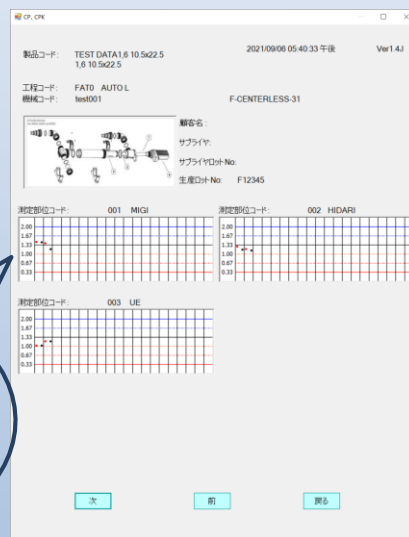 CP, CPK
製品コード: TEST DATA1,6 10.5x22.5
1,6 10.5x22.5
2021/09/06 05:40:33 午後 Ver1.4J
工程コード: FAT0 AUTO L
機械コード: test001 F-CENTERLESS-31
顧客名:
サプライヤ:
サプライヤロットNo:
生産ロットNo: F12345
測定部位コード: 001 MIGI
2.00
1.67
1.33
1.00
0.67
0.33
測定部位コード: 002 HIDARI
2.00
1.67
1.33
1.00
0.67
0.33
測定部位コード: 003 UE
2.00
1.67
1.33
1.00
0.67
0.33
次 前 戻る